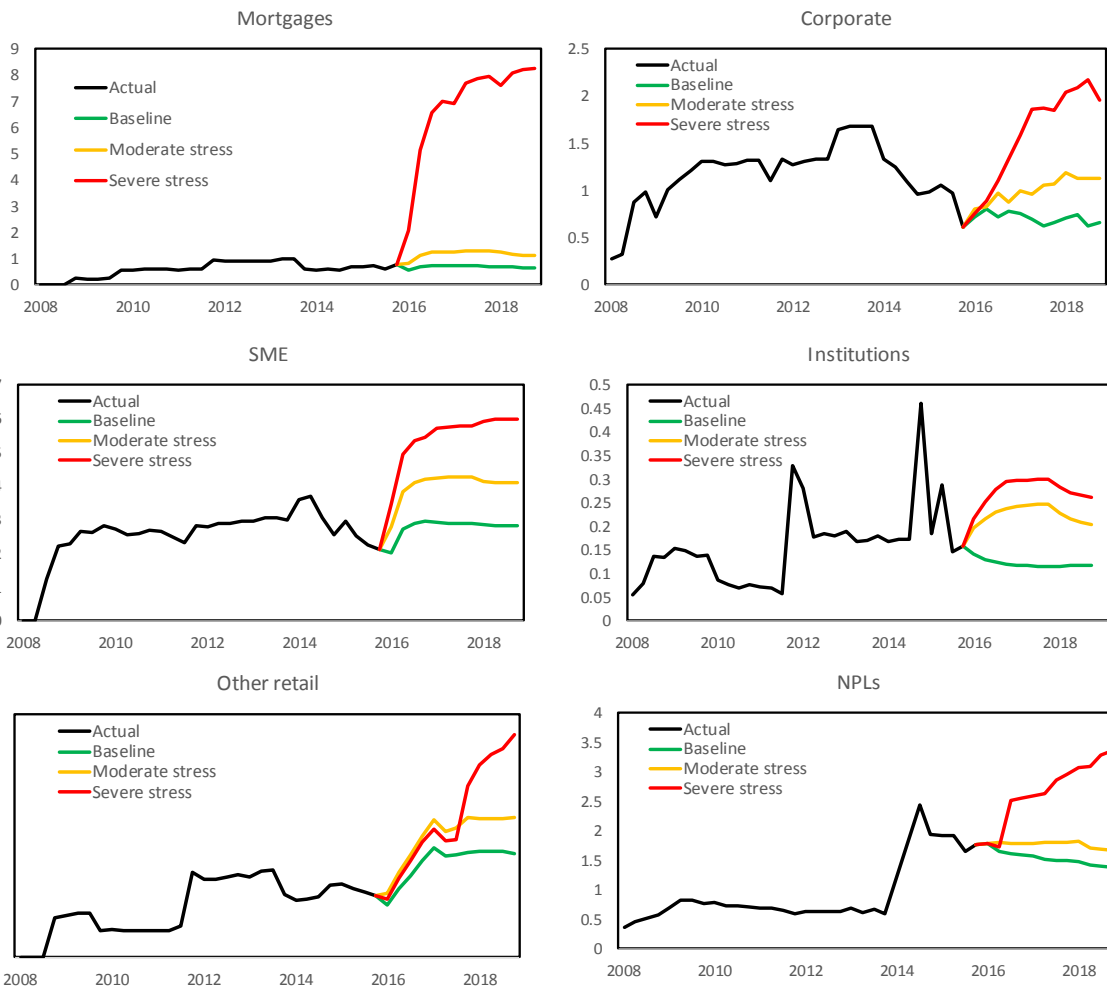 Mortgages
9
8
7
6
5
4
3
2
1
0
Actual
Baseline
Moderate stress
Severe stress
2008 2010 2012 2014 2016 2018
Corporate
2.5
2
1.5
1
0.5
0
Actual
Baseline
Moderate stress
Severe stress
2008 2010 2012 2014 2016 2018
SME
Actual
Baseline
Moderate stress
Severe stress
2008 2010 2012 2014 2016 2018
Institutions
0.5
0.45
0.4
0.35
0.3
0.25
0.2
0.15
0.1
0.05
0
Actual
Baseline
Moderate stress
Severe stress
2008 2010 2012 2014 2016 2018
Other retail
Actual
Baseline
Moderate stress
Severe stress
2008 2010 2012 2014 2016 2018
NPLs
4
3.5
3
2.5
2
1.5
1
0.5
0
Actual
Baseline
Moderate stress
Severe stress
2008 2010 2012 2014 2016 2018